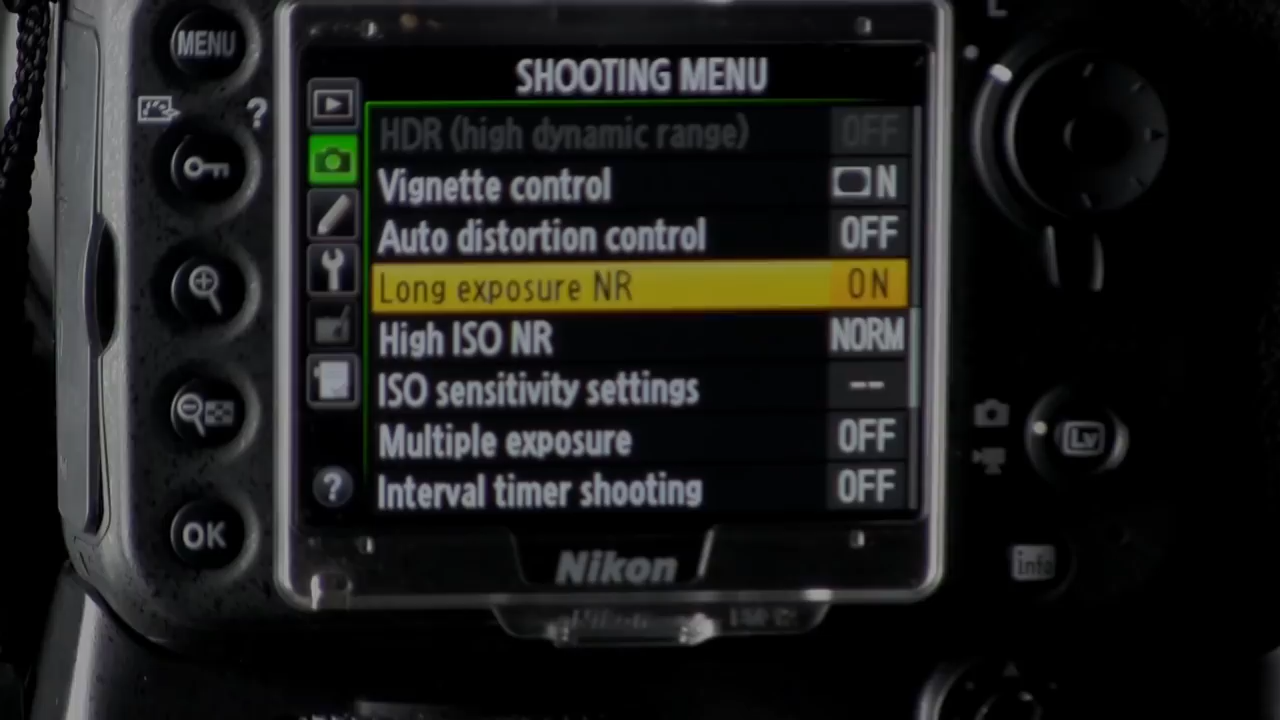 MENU
L
SHOOTING MENU
?
HDR (high dynamic range) OFF
Vignette control N
Auto distortion control OFF
Long exposure NR ON
High ISO NR NORM
ISO sensitivity settings --
Multiple exposure OFF
Lv
? Interval timer shooting OFF
OK
Nikon
info
Nikon